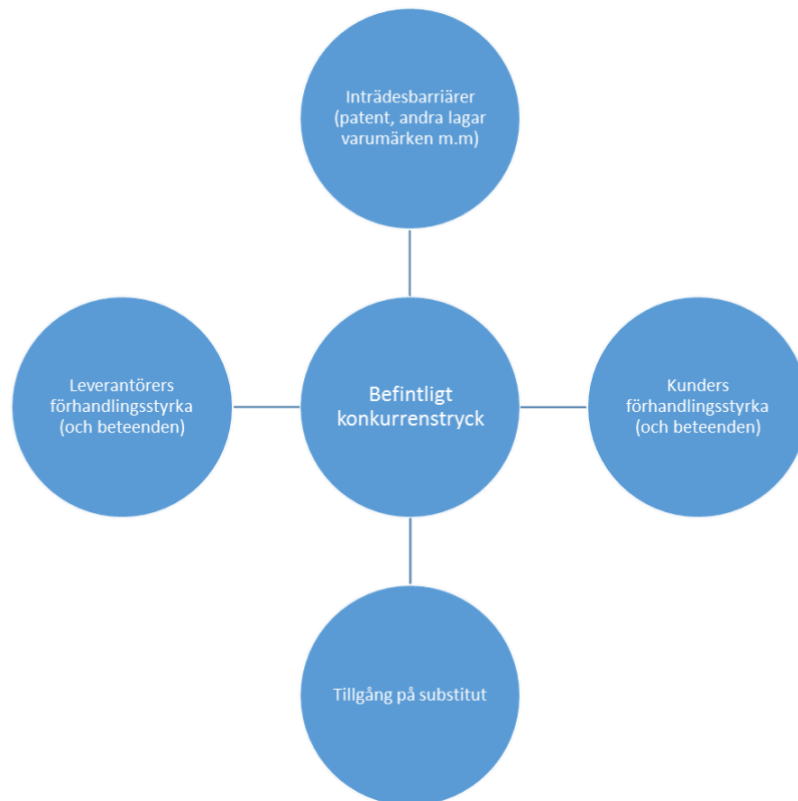 Inträdesbarriärer
(patent, andra lagar
varumärken m.m)
Leverantörers
förhandlingsstyrka
(och beteenden)
Befintligt
konkurrenstryck
Kunders
förhandlingsstyrka
(och beteenden)
Tillgång på substitut